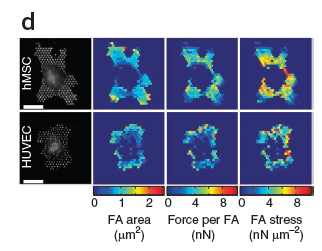 d
hMSC
HUVEC
0 1 2 0 4 8 0 4 8
FA area Force per FA FA stress
(μm²) (nN) (nN μm⁻²)